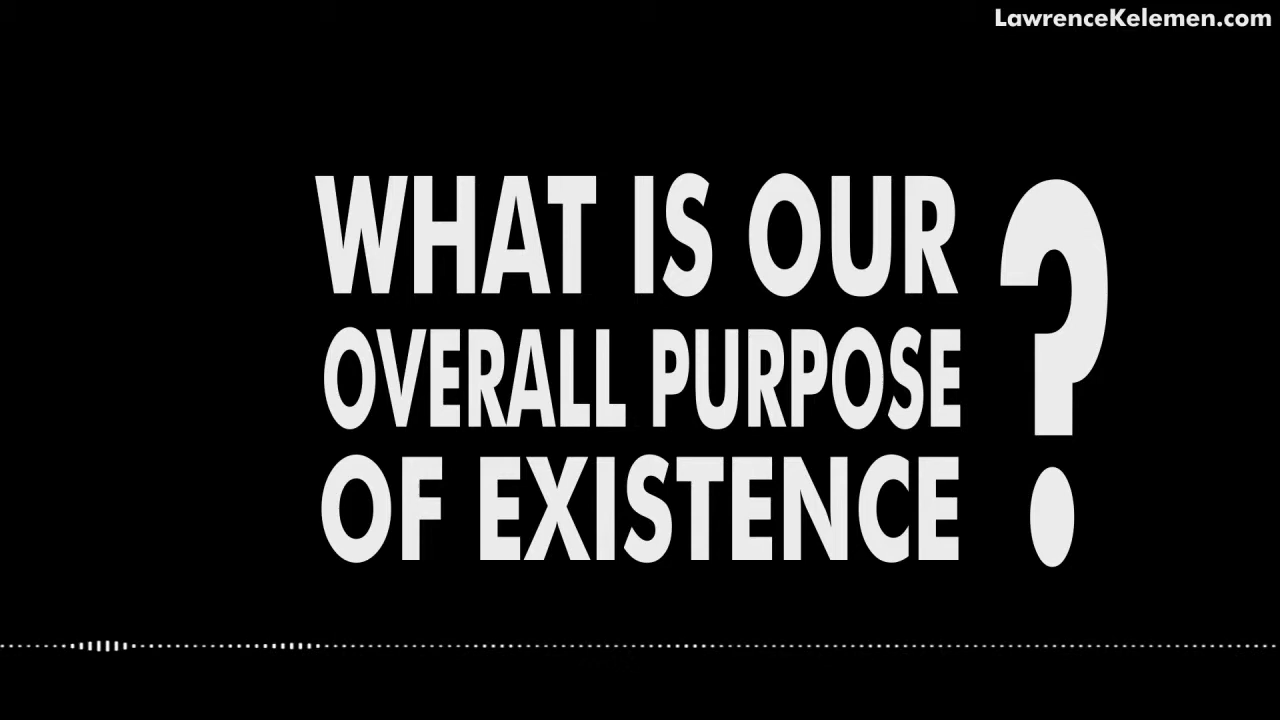 LawrenceKelemen.com
WHAT IS OUR
OVERALL PURPOSE
OF EXISTENCE?